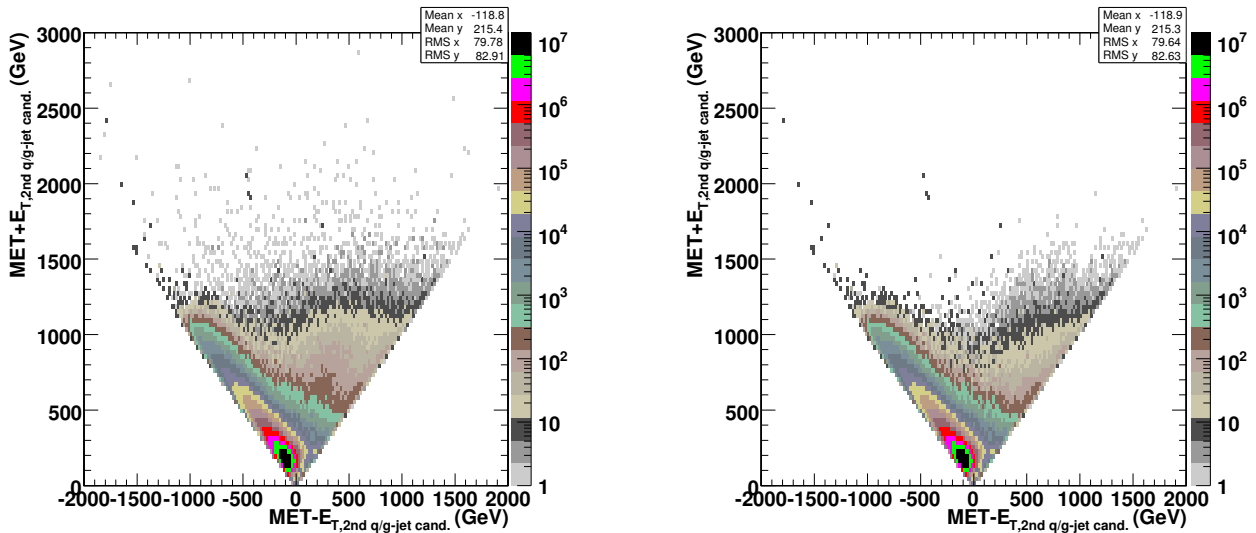 Mean x -118.8
Mean y 215.4
RMS x 79.78
RMS y 82.91
MET+E_T,2nd q/g-jet cand. (GeV)
3000
2500
2000
1500
1000
500
0
-2000-1500-1000 -500 0 500 1000 1500 2000
MET-E_T,2nd q/g-jet cand. (GeV)
10^7
10^6
10^5
10^4
10^3
10^2
10
1
Mean x -118.9
Mean y 215.3
RMS x 79.64
RMS y 82.63
MET+E_T,2nd q/g-jet cand. (GeV)
3000
2500
2000
1500
1000
500
0
-2000-1500-1000 -500 0 500 1000 1500 2000
MET-E_T,2nd q/g-jet cand. (GeV)
10^7
10^6
10^5
10^4
10^3
10^2
10
1